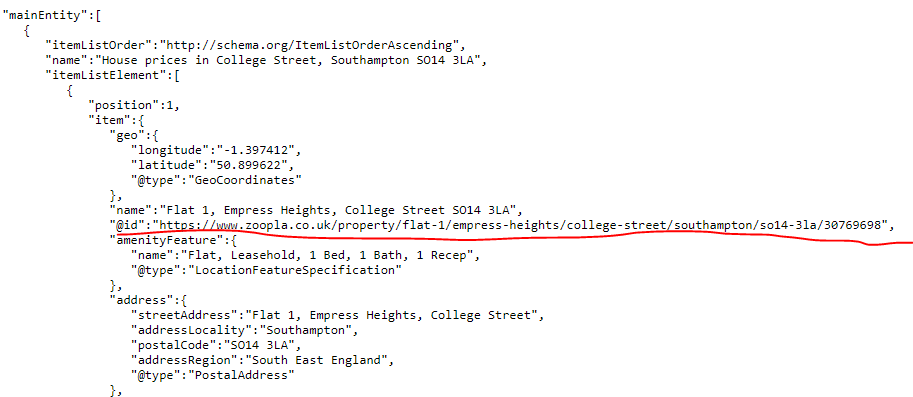 "mainEntity":[
{
"itemListOrder":"http://schema.org/ItemListOrderAscending",
"name":"House prices in College Street, Southampton SO14 3LA",
"itemListElement":[
{
"position":1,
"item":{
"geo":{
"longitude":"-1.397412",
"latitude":"50.899622",
"@type":"GeoCoordinates"
},
"name":"Flat 1, Empress Heights, College Street SO14 3LA",
"@id":"https://www.zoopla.co.uk/property/flat-1/empress-heights/college-street/southampton/so14-3la/30769698",
"amenityFeature":{
"name":"Flat, Leasehold, 1 Bed, 1 Bath, 1 Recep",
"@type":"LocationFeatureSpecification"
},
"address":{
"streetAddress":"Flat 1, Empress Heights, College Street",
"addressLocality":"Southampton",
"postalCode":"SO14 3LA",
"addressRegion":"South East England",
"@type":"PostalAddress"
},